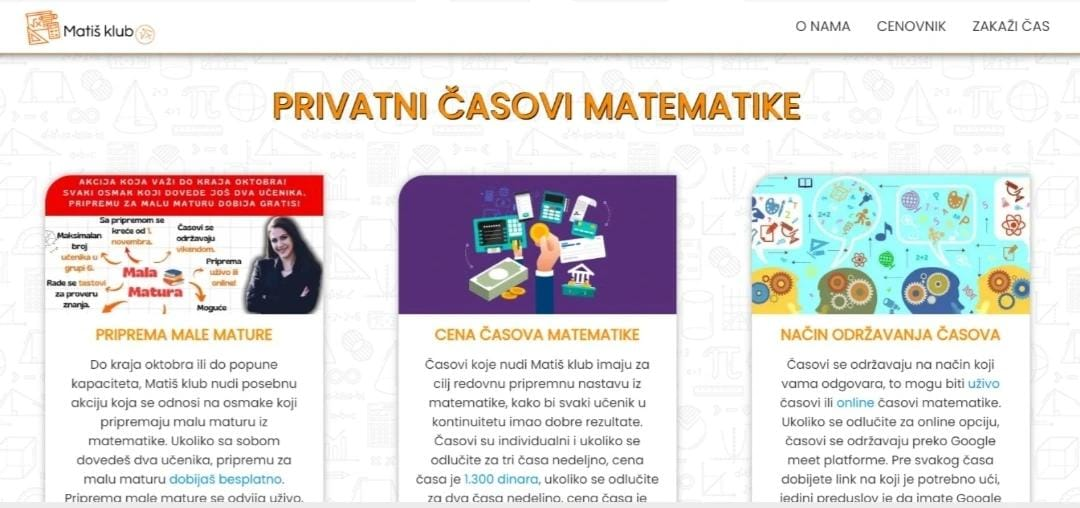 Matiš klub
O NAMA CENOVNIK ZAKAŽI ČAS
PRIVATNI ČASOVI MATEMATIKE
AKCIJA KOJA VAŽI DO KRAJA OKTOBRA!
SVAKI OSMAK KOJI DOVEDE JOŠ DVA UČENIKA,
PRIPREMU ZA MALU MATURU DOBIJA GRATIS!
Sa pripremom se
kreće od 1.
novembra.
Maksimalan
broj
učenika u
grupi 6.
Časovi se
održavaju
vikendom.
Mala
Matura
Priprema
uživo ili
online!
Rade se testovi
za proveru
znanja.
Moguće
PRIPREMA MALE MATURE
Do kraja oktobra ili do popune
kapaciteta, Matiš klub nudi posebnu
akciju koja se odnosi na osmake koji
pripremaju malu maturu iz
matematike. Ukoliko sa sobom
dovedeš dva učenika, pripremu za
malu maturu dobijaš besplatno.
Priprema male mature se odvija uživo,
CENA ČASOVA MATEMATIKE
Časovi koje nudi Matiš klub imaju za
cilj redovnu pripremnu nastavu iz
matematike, kako bi svaki učenik u
kontinuitetu imao dobre rezultate.
Časovi su individualni i ukoliko se
odlučite za tri časa nedeljno, cena
časa je 1.300 dinara, ukoliko se odlučite
za dva časa nedeljno, cena časa je
2+2
2+2
NAČIN ODRŽAVANJA ČASOVA
Časovi se održavaju na način koji
vama odgovara, to mogu biti uživo
časovi ili online časovi matematike.
Ukoliko se odlučite za online opciju,
časovi se održavaju preko Google
meet platforme. Pre svakog časa
dobijete link na koji je potrebno ući,
jedini preduslov je da imate Google